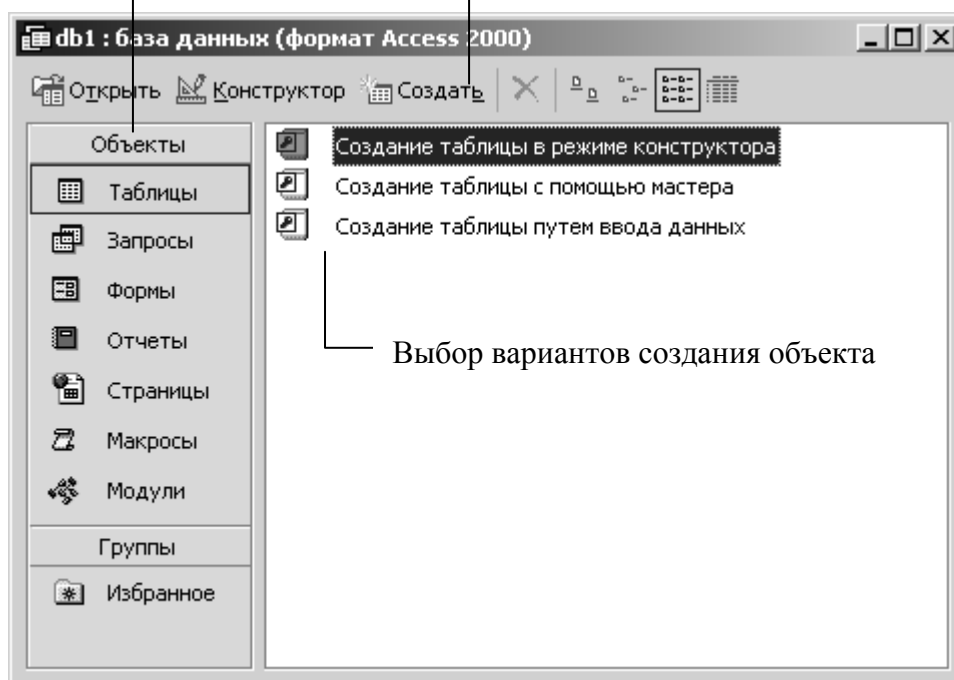 db1 : база данных (формат Access 2000)
Открыть Конструктор Создать
Объекты
Таблицы
Запросы
Формы
Отчеты
Страницы
Макросы
Модули
Группы
Избранное
Создание таблицы в режиме конструктора
Создание таблицы с помощью мастера
Создание таблицы путем ввода данных
Выбор вариантов создания объекта